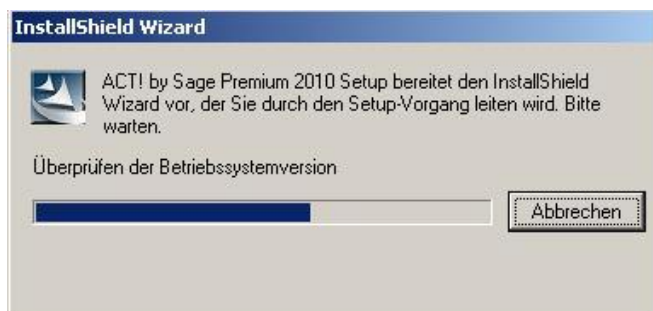 InstallShield Wizard
ACT! by Sage Premium 2010 Setup bereitet den InstallShield
Wizard vor, der Sie durch den Setup-Vorgang leiten wird. Bitte
warten.
Überprüfen der Betriebssystemversion
Abbrechen